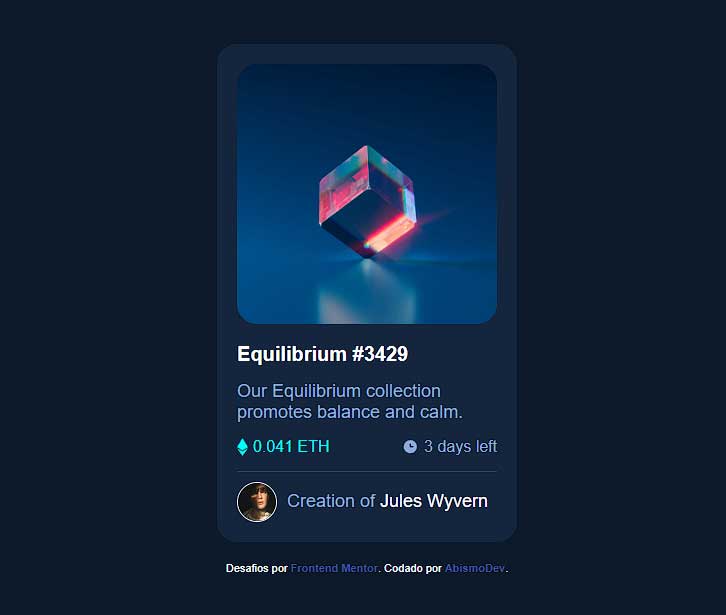 Equilibrium #3429
Our Equilibrium collection
promotes balance and calm.
0.041 ETH
3 days left
Creation of Jules Wyvern
Desafios por Frontend Mentor. Codado por AbismoDev.